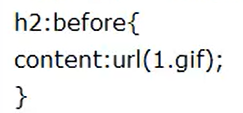 h2:before{
content:url(1.gif);
}